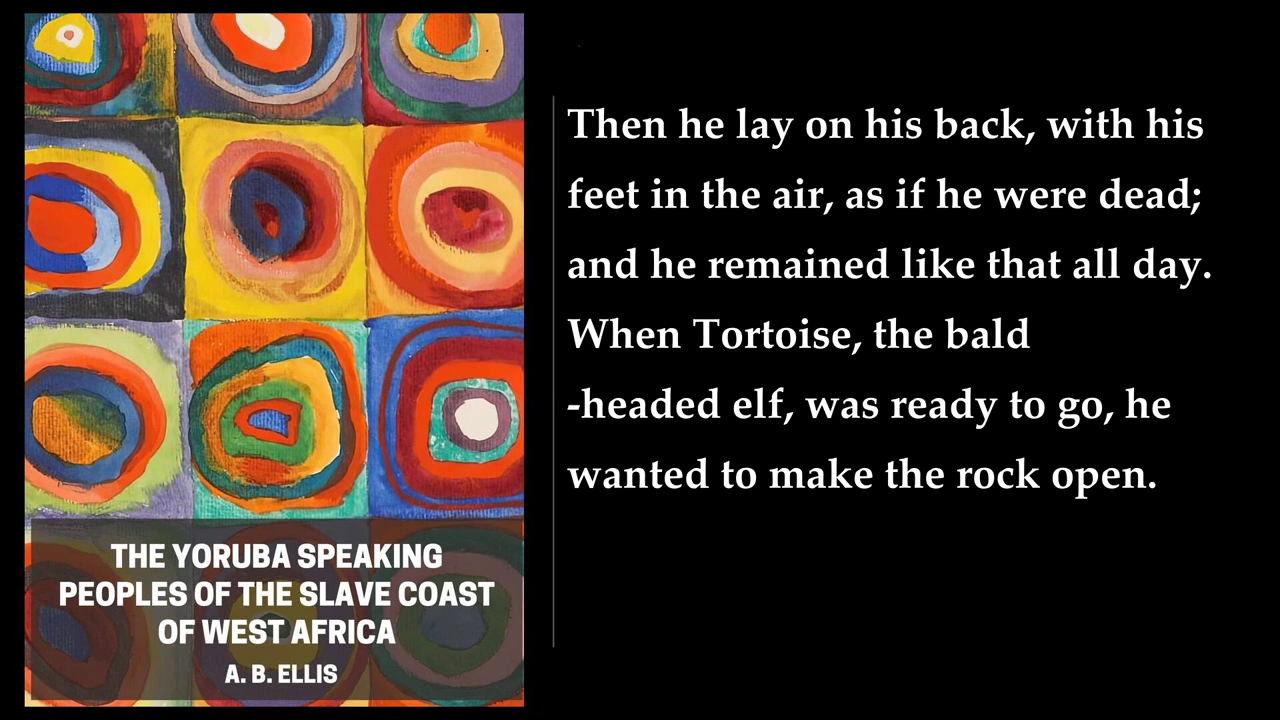 Then he lay on his back, with his
feet in the air, as if he were dead;
and he remained like that all day.
When Tortoise, the bald
-headed elf, was ready to go, he
wanted to make the rock open.
THE YORUBA SPEAKING
PEOPLES OF THE SLAVE COAST
OF WEST AFRICA
A. B. ELLIS